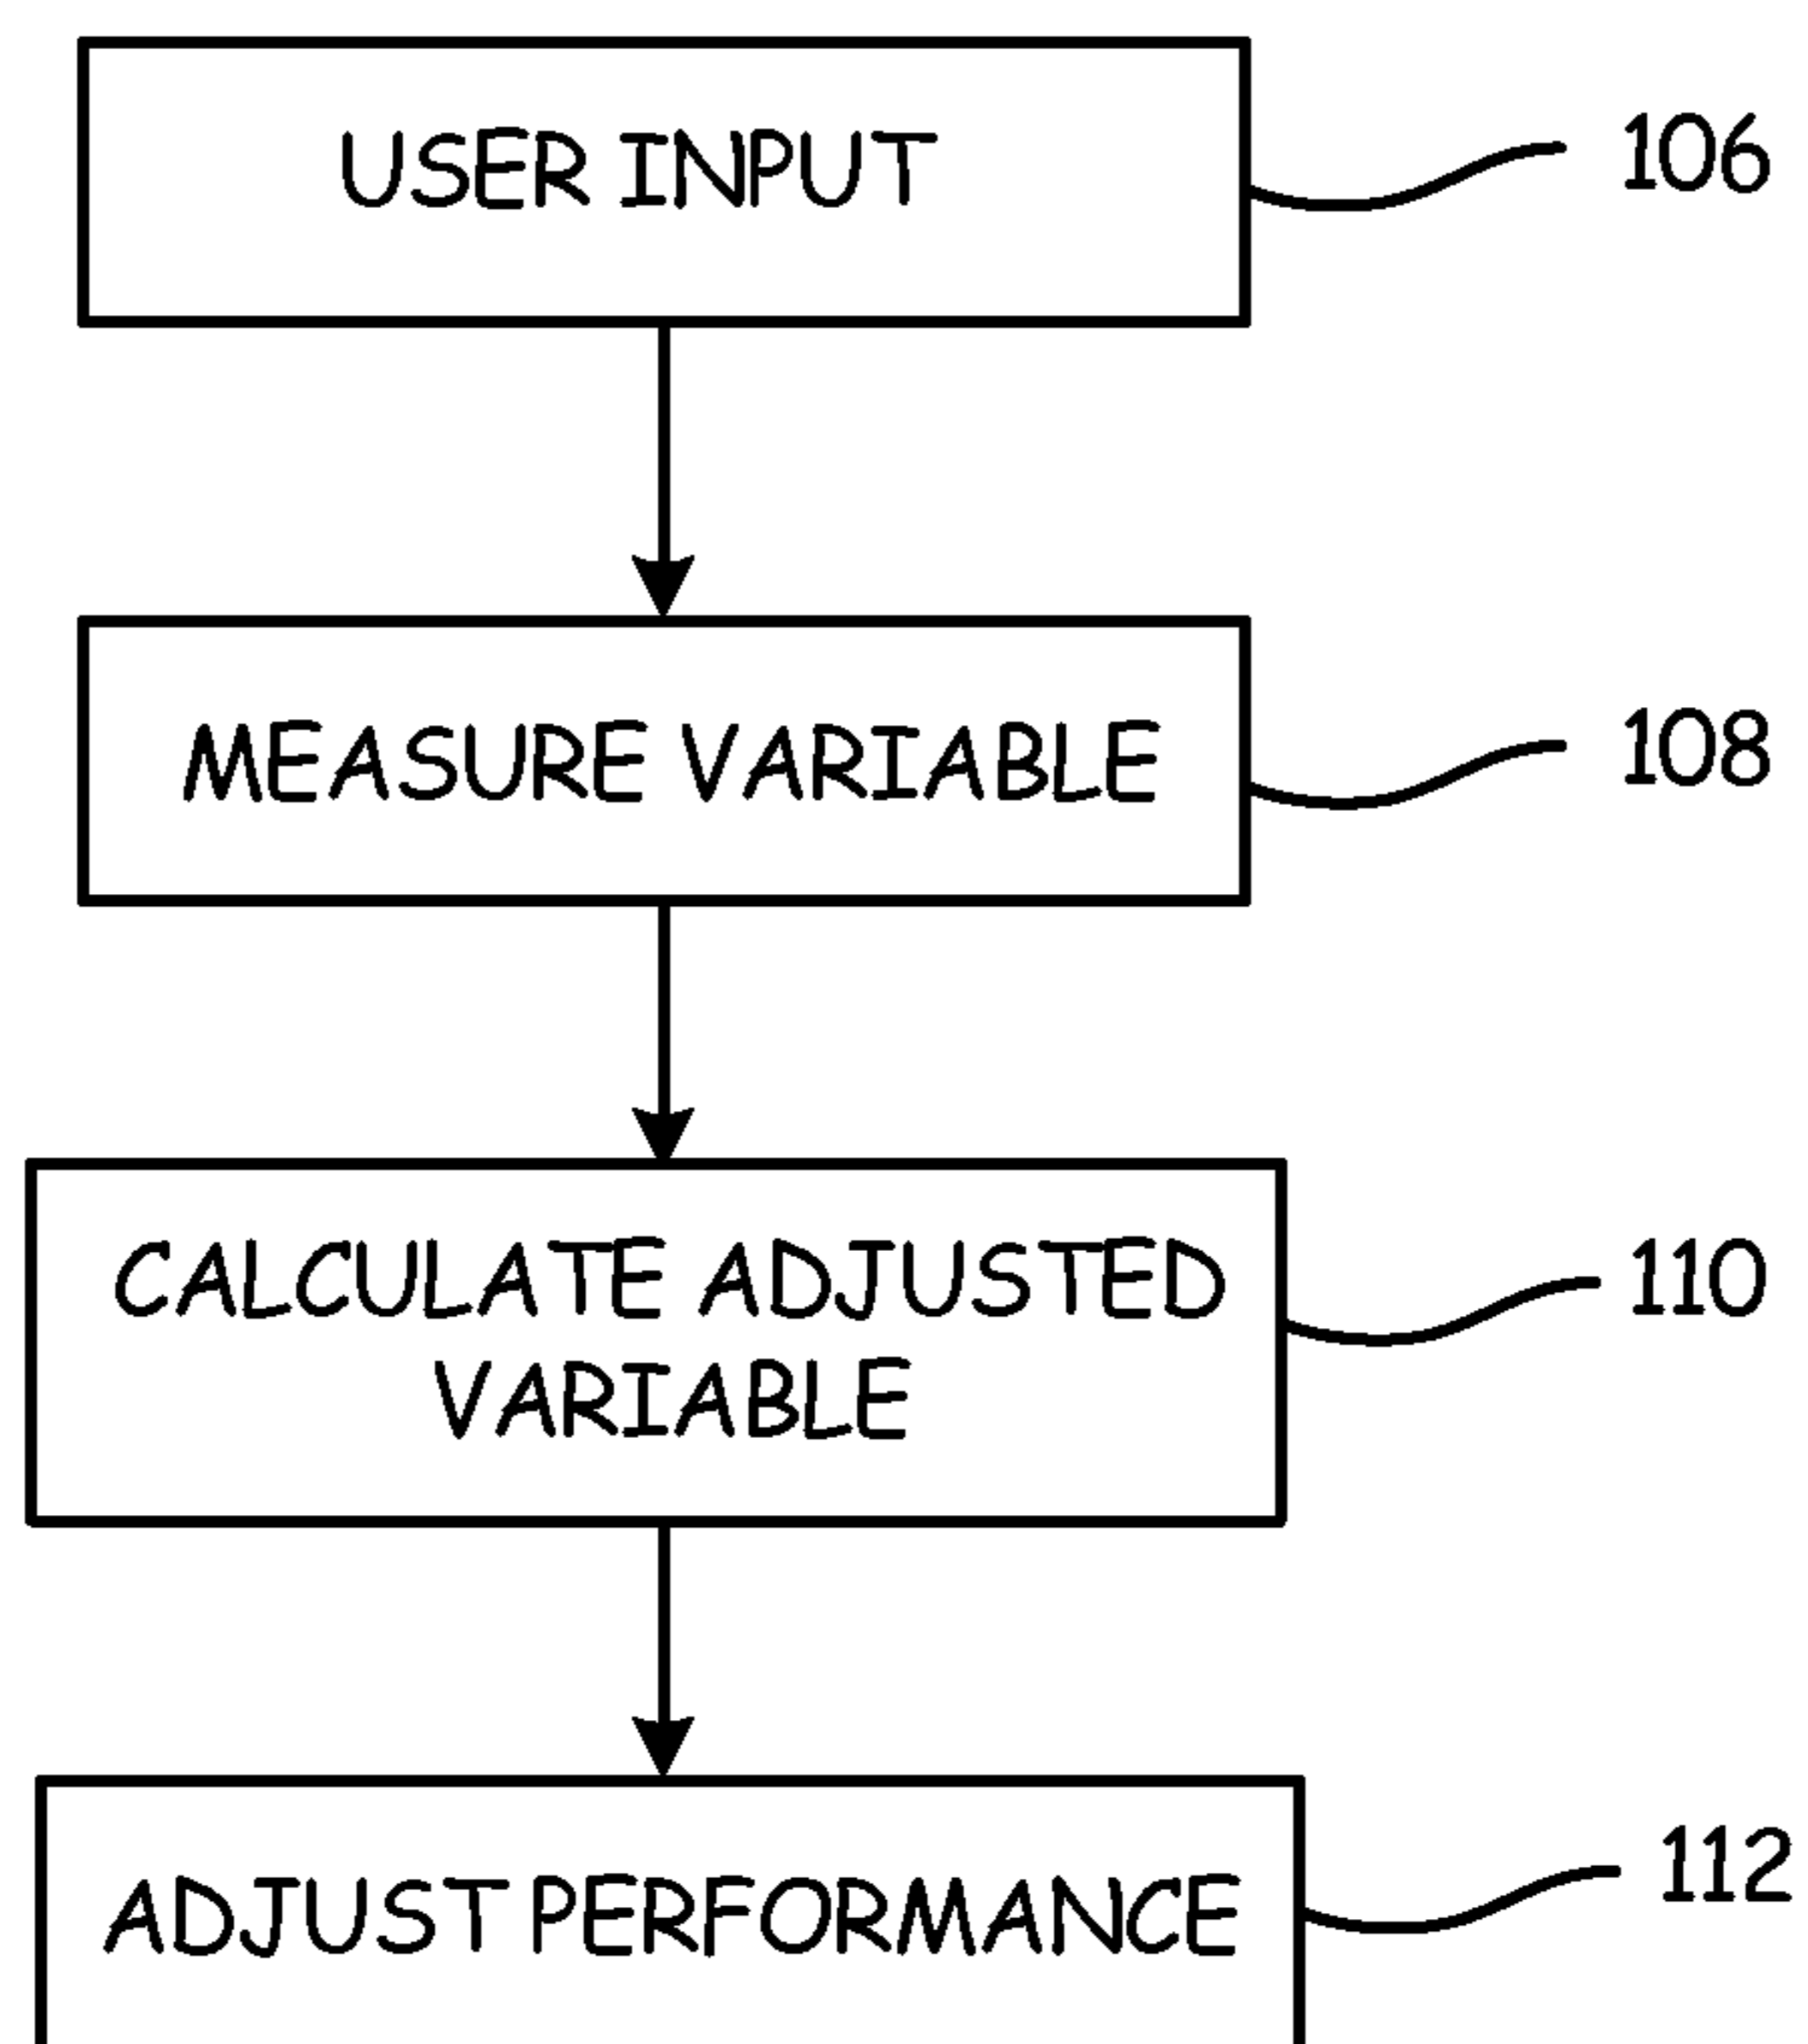 USER INPUT
106
MEASURE VARIABLE
108
CALCULATE ADJUSTED
VARIABLE
110
ADJUST PERFORMANCE
112